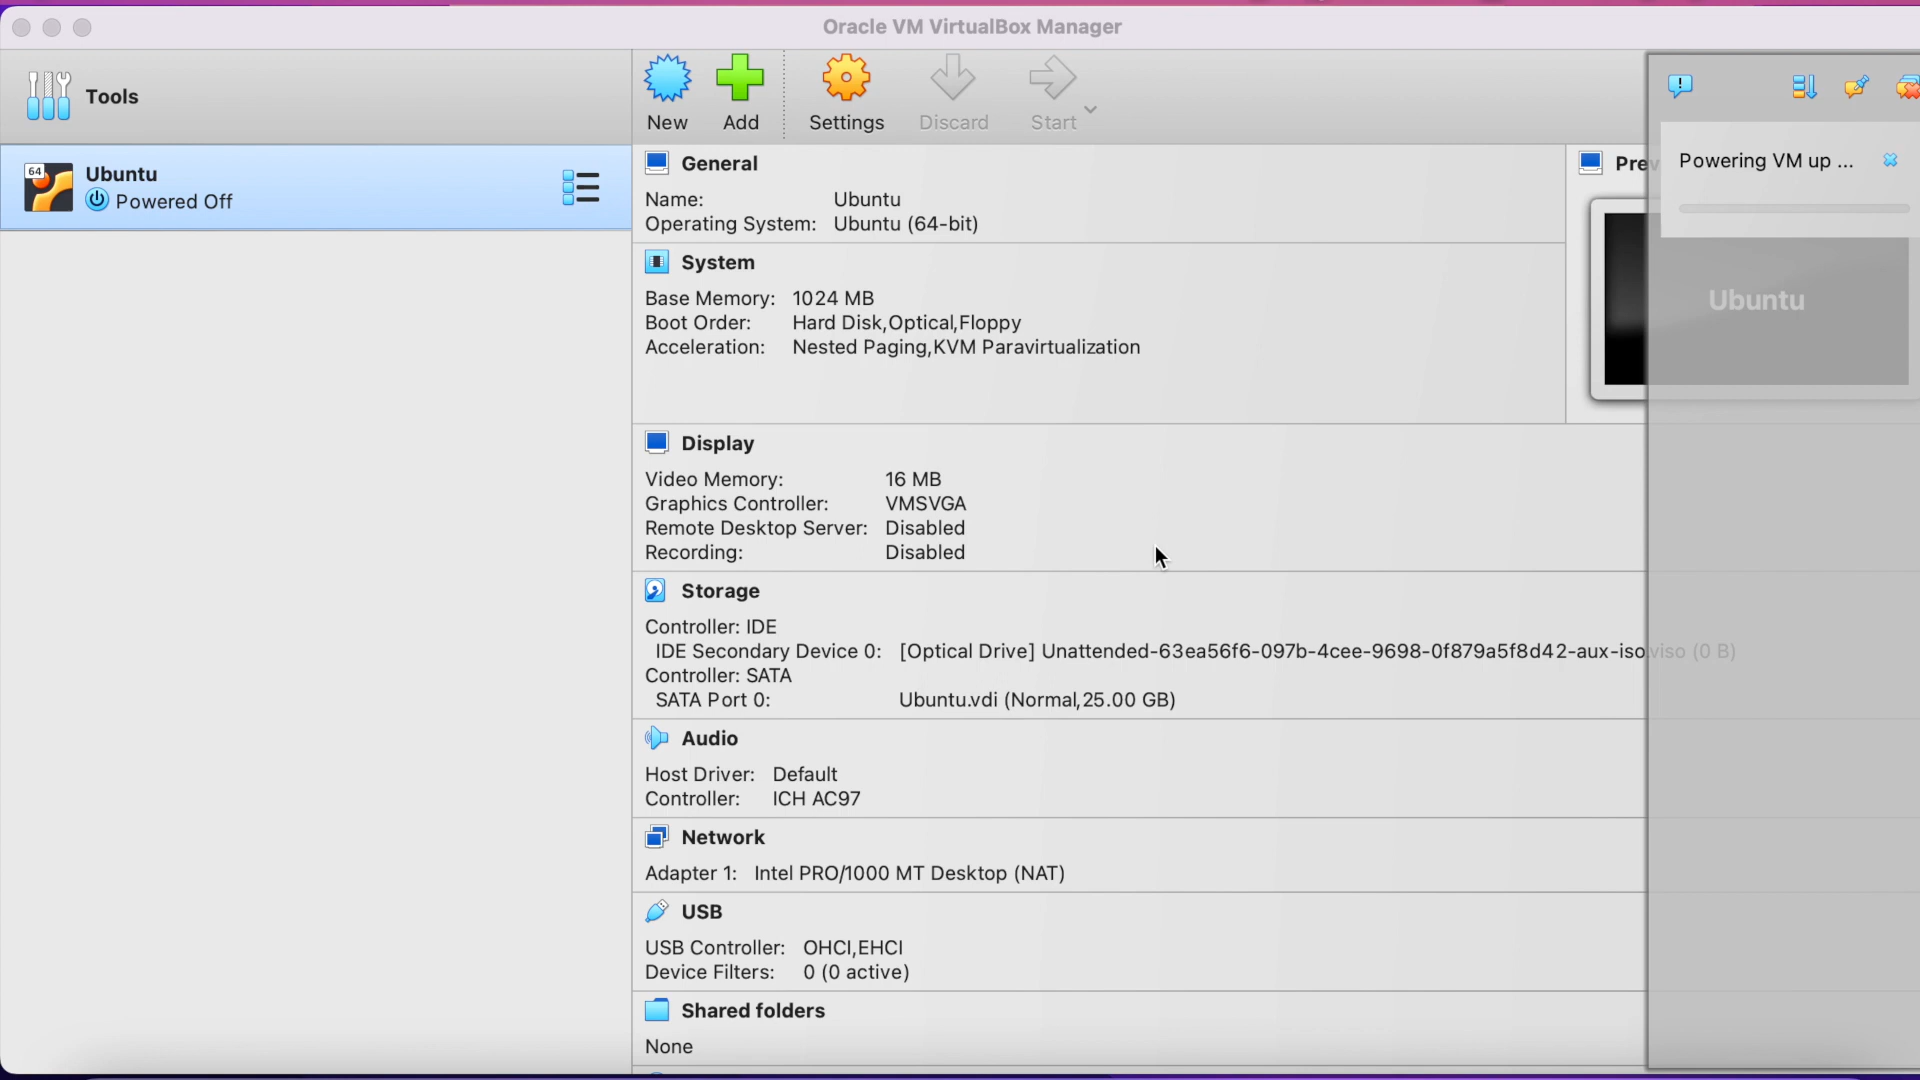 Oracle VM VirtualBox Manager
Tools
New
Add
Settings
Discard
Start
64
Ubuntu
Powered Off
General
Name: Ubuntu
Operating System: Ubuntu (64-bit)
System
Base Memory: 1024 MB
Boot Order: Hard Disk,Optical,Floppy
Acceleration: Nested Paging,KVM Paravirtualization
Display
Video Memory: 16 MB
Graphics Controller: VMSVGA
Remote Desktop Server: Disabled
Recording: Disabled
Storage
Controller: IDE
IDE Secondary Device 0: [Optical Drive] Unattended-63ea56f6-097b-4cee-9698-0f879a5f8d42-aux-iso.viso (0 B)
Controller: SATA
SATA Port 0: Ubuntu.vdi (Normal,25.00 GB)
Audio
Host Driver: Default
Controller: ICH AC97
Network
Adapter 1: Intel PRO/1000 MT Desktop (NAT)
USB
USB Controller: OHCI,EHCI
Device Filters: 0 (0 active)
Shared folders
None
Pre
Powering VM up ...
Ubuntu